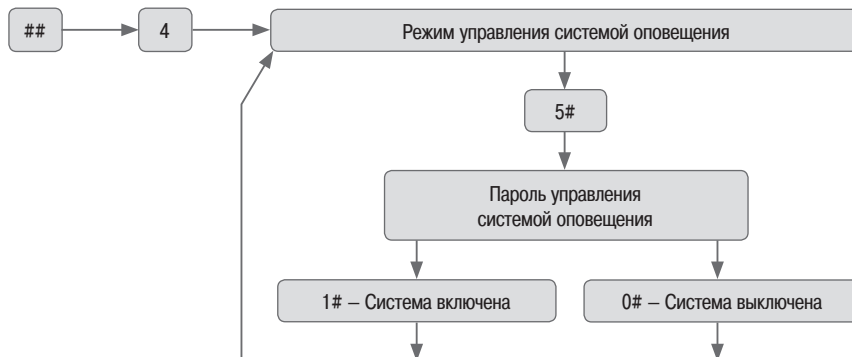 ##
4
Режим управления системой оповещения
5#
Пароль управления
системой оповещения
1# – Система включена
0# – Система выключена